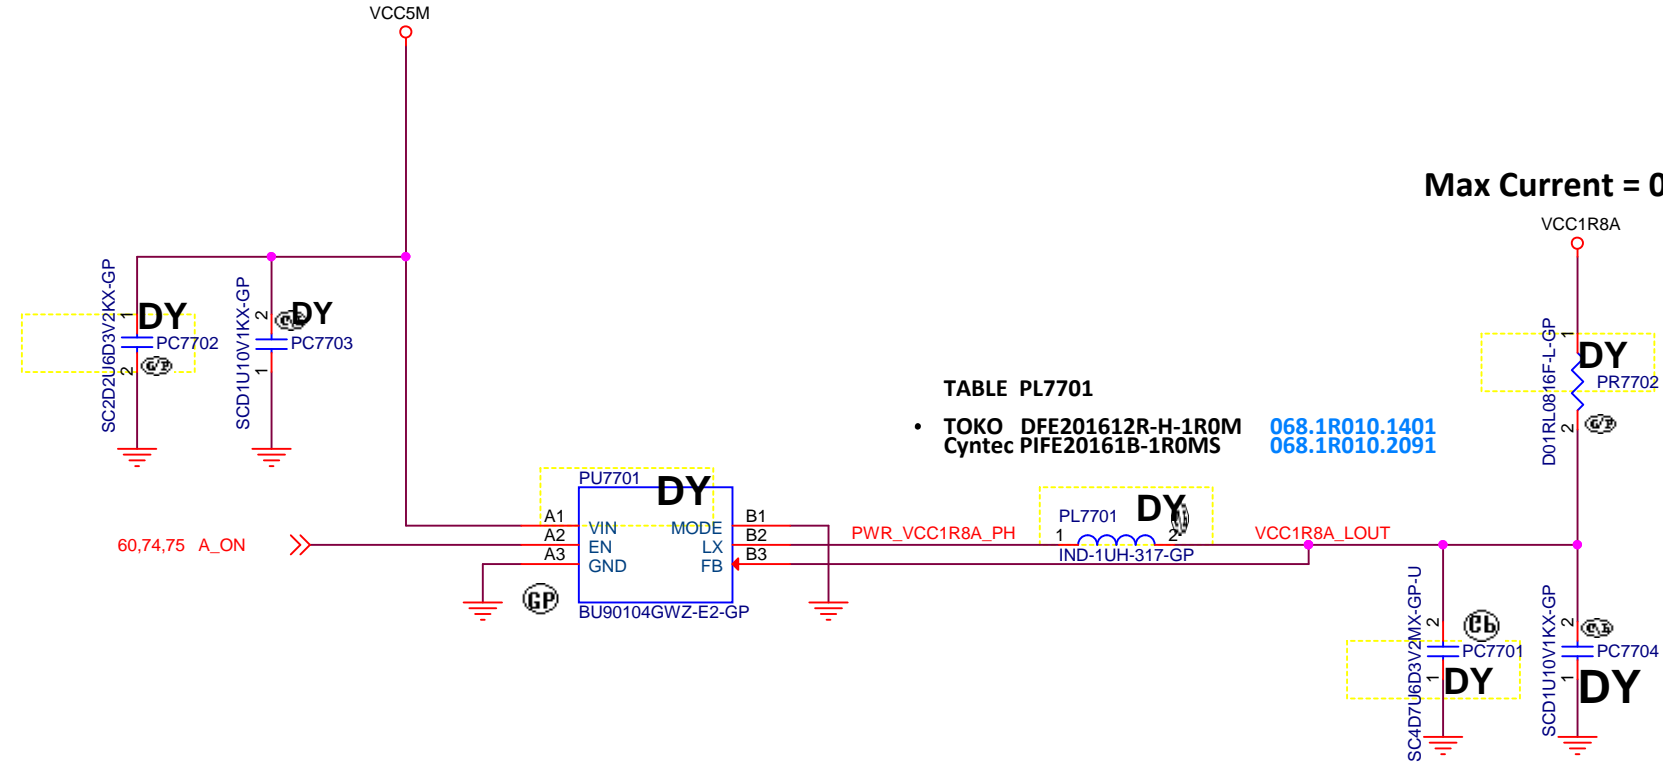 VCC5M
Max Current = 0
VCC1R8A
SC2D2U6D3V2KX-GP
1
DY
PC7702
2
G/P
SCD1U10V1KX-GP
2
DY
PC7703
1
D01RL0816F-L-GP
1
DY
PR7702
2
G/P
TABLE PL7701
• TOKO DFE201612R-H-1R0M 068.1R010.1401
Cyntec PIFE20161B-1R0MS 068.1R010.2091
PU7701
DY
A1 VIN MODE B1
A2 EN LX B2
A3 GND FB B3
BU90104GWZ-E2-GP
GP
60,74,75 A_ON
PWR_VCC1R8A_PH
PL7701
DY
1 2
IND-1UH-317-GP
VCC1R8A_LOUT
SC4D7U6D3V2MX-GP-U
2
PC7701
1
DY
SCD1U10V1KX-GP
2
PC7704
1
DY